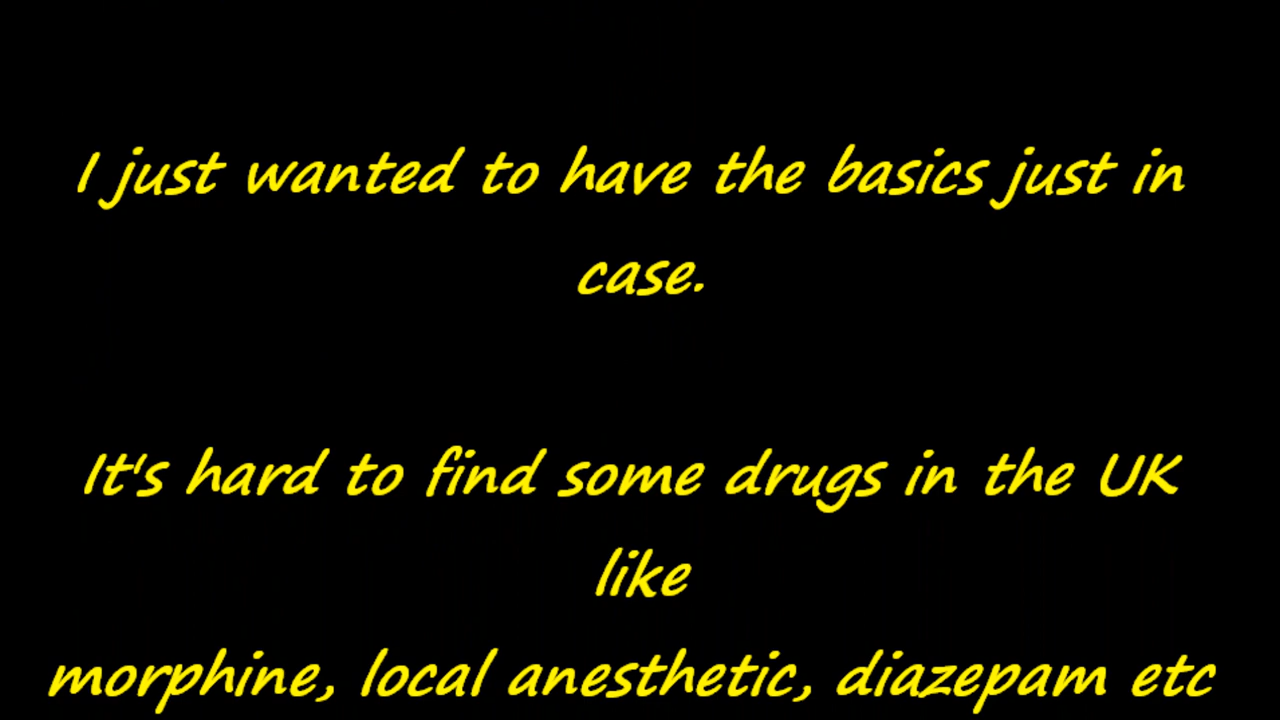 I just wanted to have the basics just in
case.
It's hard to find some drugs in the UK
like
morphine, local anesthetic, diazepam etc